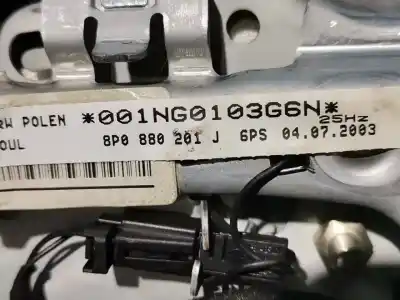 RW POLEN *001NG0103G6N*
25Hz
OUL 8P0 880 201 J 6PS 04.07.2003